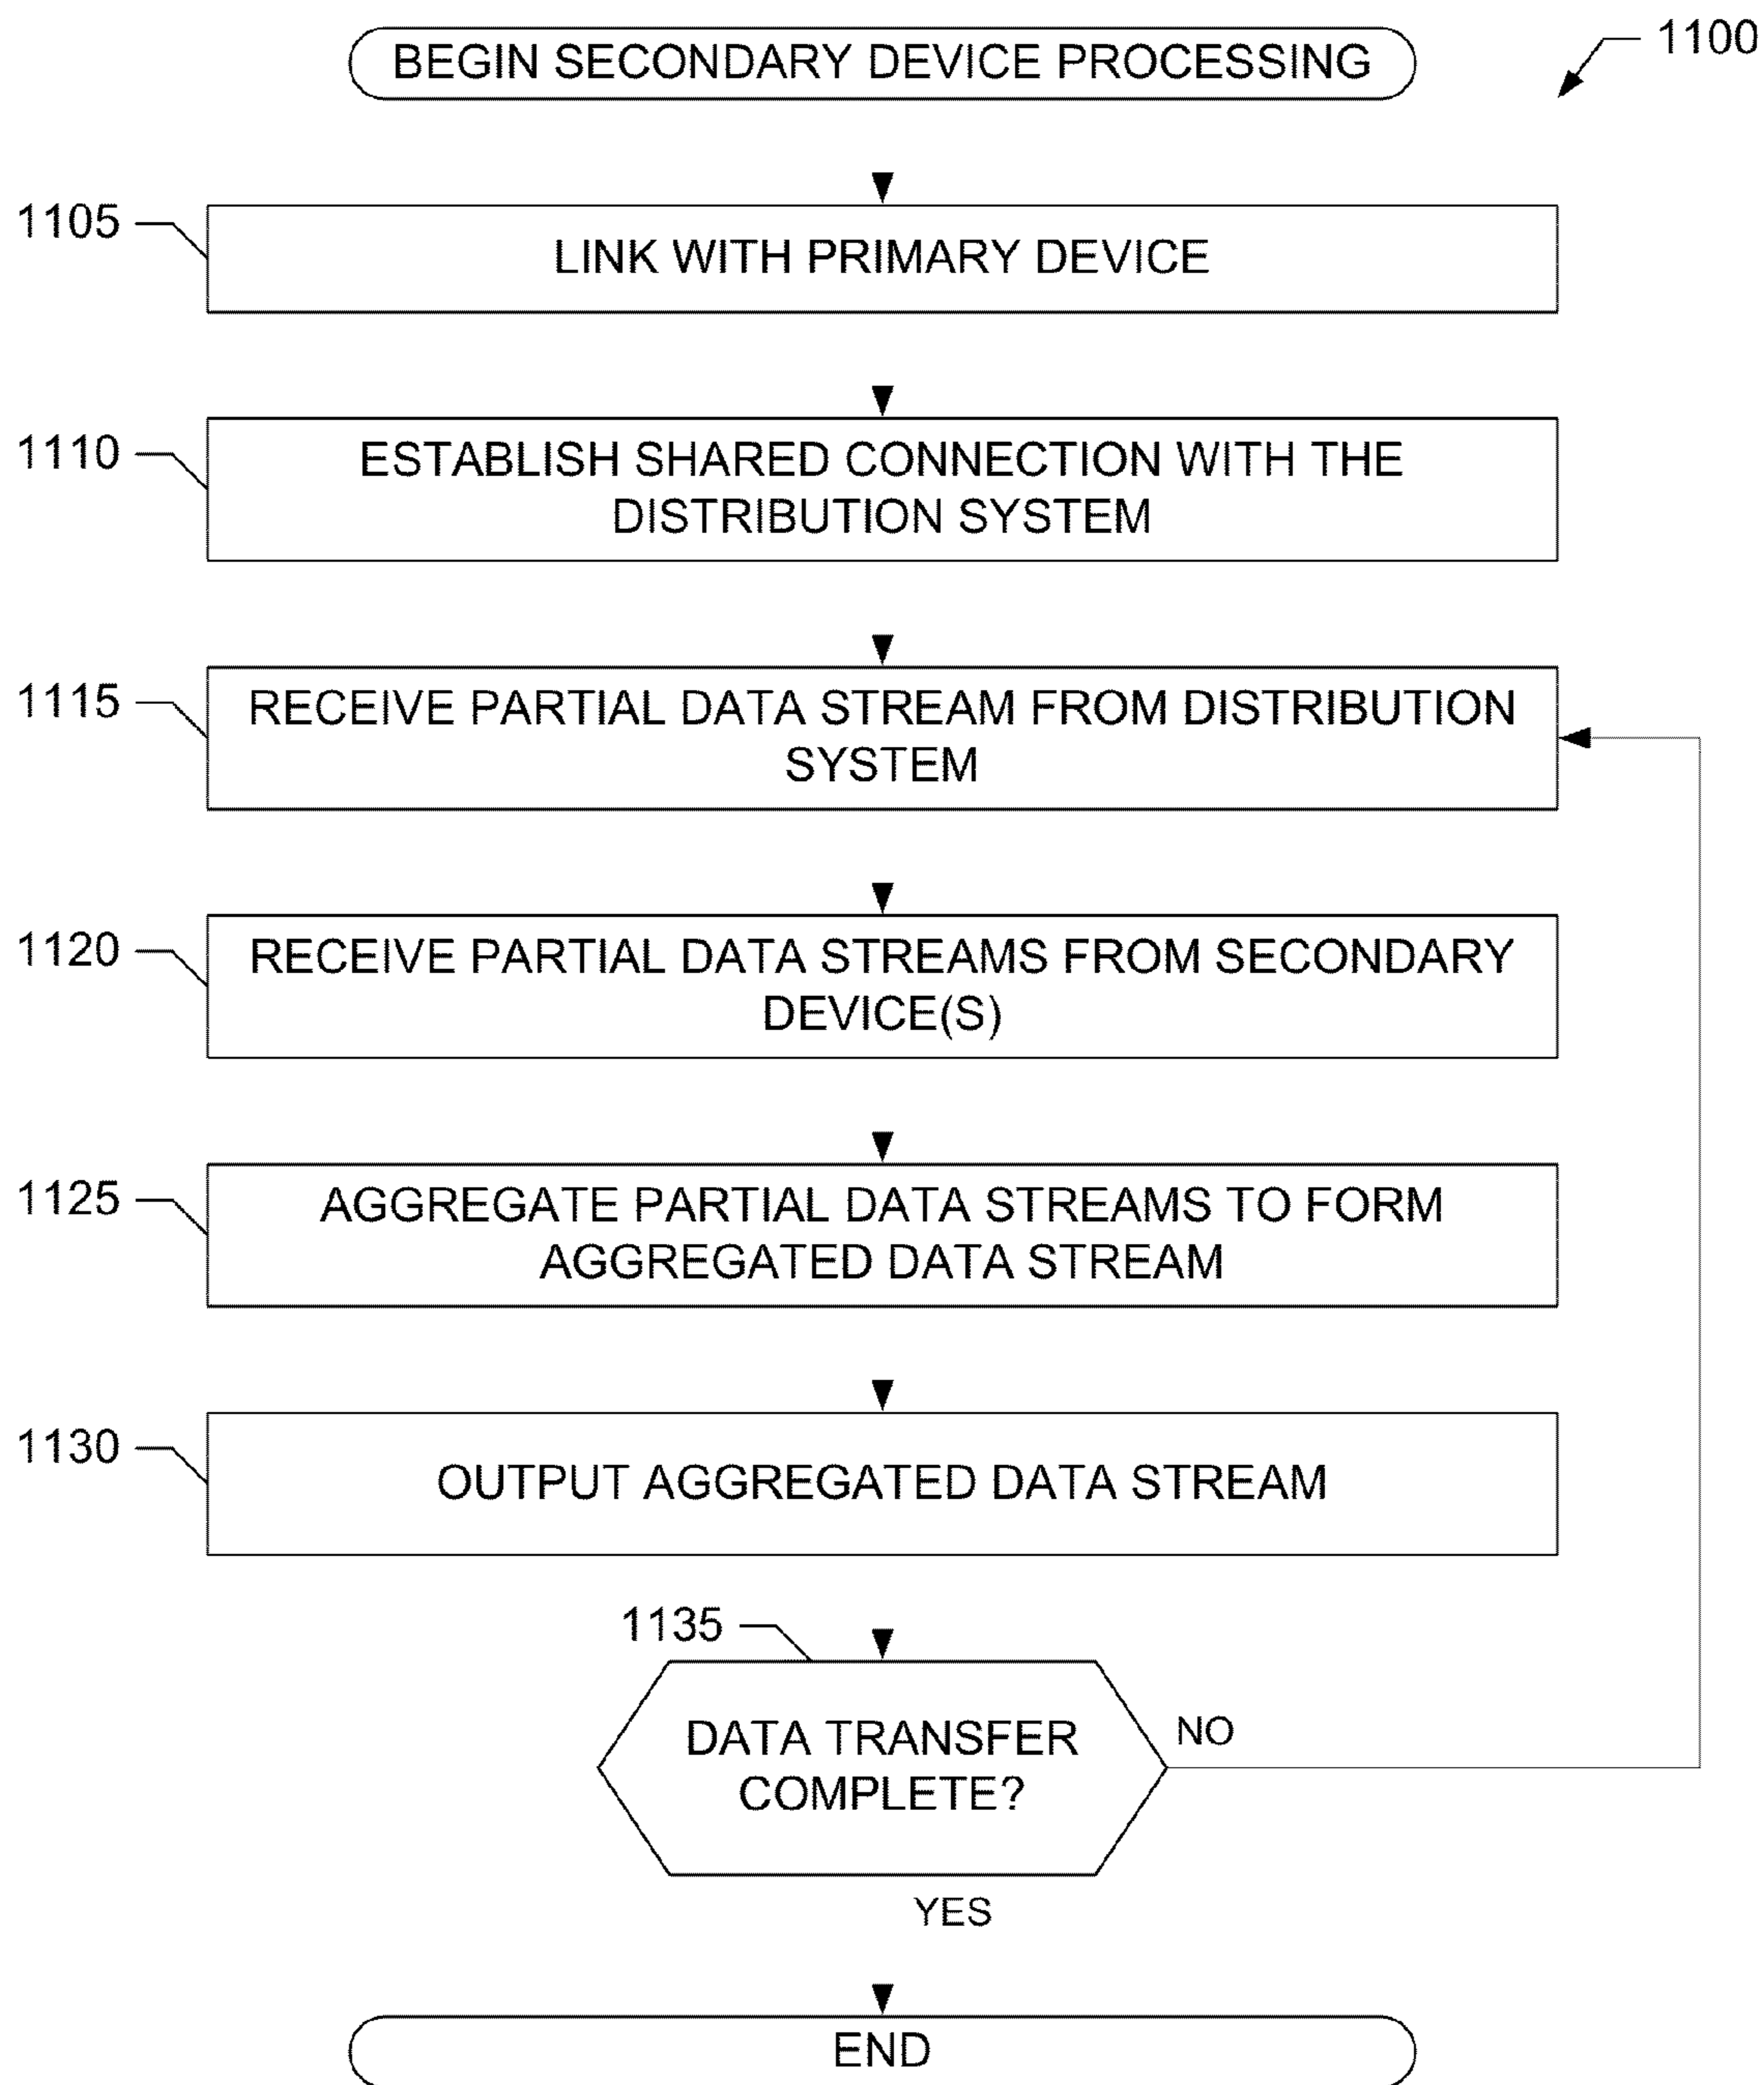 BEGIN SECONDARY DEVICE PROCESSING
1100
1105
LINK WITH PRIMARY DEVICE
1110
ESTABLISH SHARED CONNECTION WITH THE
DISTRIBUTION SYSTEM
1115
RECEIVE PARTIAL DATA STREAM FROM DISTRIBUTION
SYSTEM
1120
RECEIVE PARTIAL DATA STREAMS FROM SECONDARY
DEVICE(S)
1125
AGGREGATE PARTIAL DATA STREAMS TO FORM
AGGREGATED DATA STREAM
1130
OUTPUT AGGREGATED DATA STREAM
1135
DATA TRANSFER
COMPLETE?
NO
YES
END